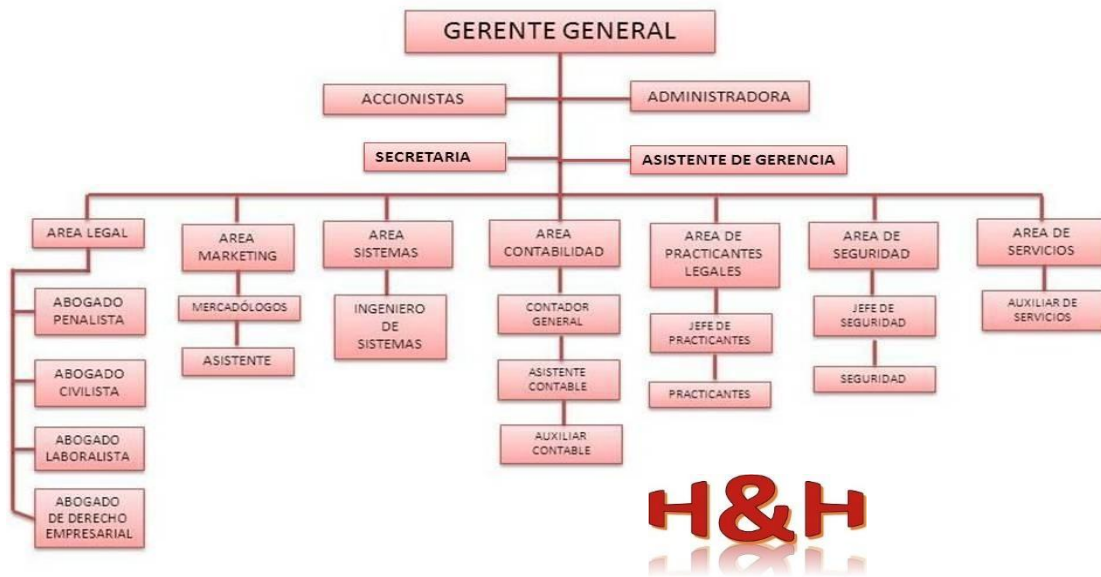 GERENTE GENERAL
ACCIONISTAS
ADMINISTRADORA
SECRETARIA
ASISTENTE DE GERENCIA
AREA LEGAL
ABOGADO
PENALISTA
ABOGADO
CIVILISTA
ABOGADO
LABORALISTA
ABOGADO
DE DERECHO
EMPRESARIAL
AREA
MARKETING
MERCADÓLOGOS
ASISTENTE
AREA
SISTEMAS
INGENIERO
DE
SISTEMAS
AREA
CONTABILIDAD
CONTADOR
GENERAL
ASISTENTE
CONTABLE
AUXILIAR
CONTABLE
AREA DE
PRACTICANTES
LEGALES
JEFE DE
PRACTICANTES
PRACTICANTES
AREA DE
SEGURIDAD
JEFE DE
SEGURIDAD
SEGURIDAD
AREA DE
SERVICIOS
AUXILIAR DE
SERVICIOS
H&H